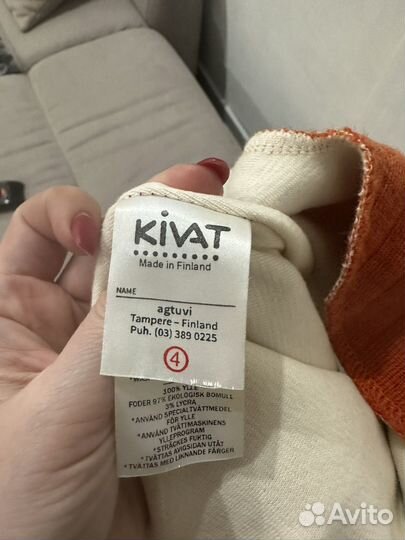 KIVAT
Made in Finland
NAME
agtuvi
Tampere – Finland
Puh. (03) 389 0225
4
100% YLLE
FODER 97% EKOLOGISK BOMULL
3% LYCRA
*ANVÄND SPECIALTVÄTTMEDEL
FÖR YLLE
*ANVÄND TVÄTTMASKINENS
YLLEPROGRAM
*STRÄCKES FUKTIG
*TVÄTTAS AVIGSIDAN UTÅT
*TVÄTTAS MED LIKNANDE FÄRGER
Avito